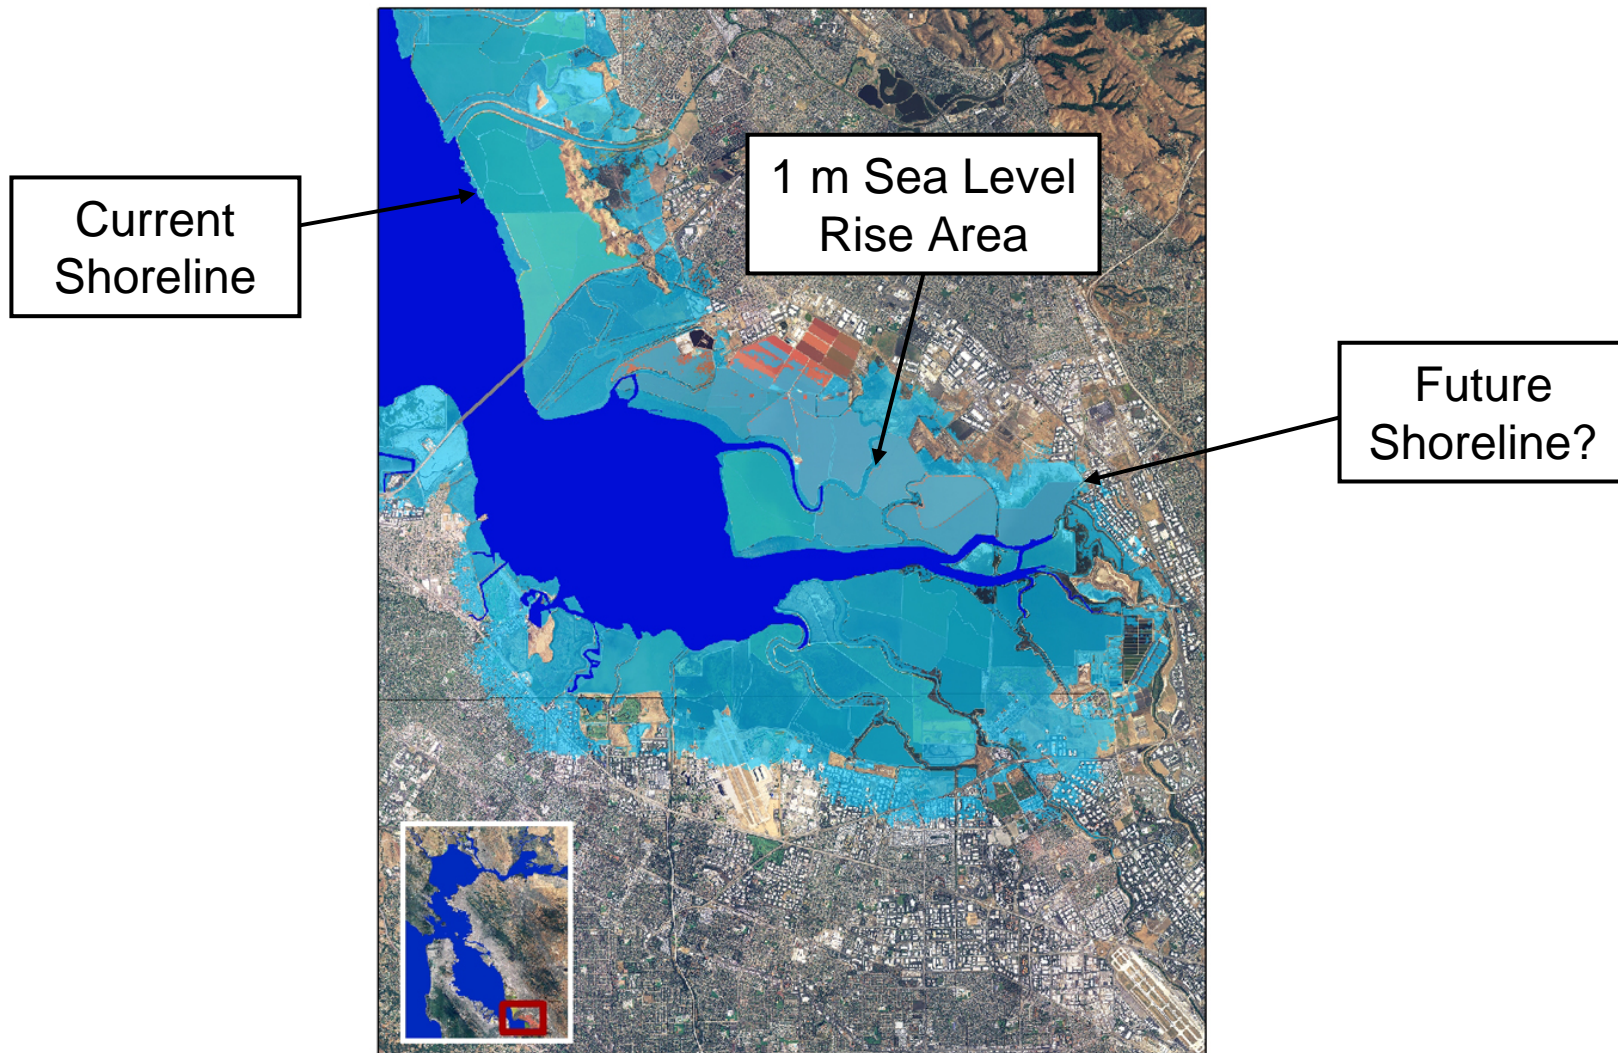 Current
Shoreline
1 m Sea Level
Rise Area
Future
Shoreline?